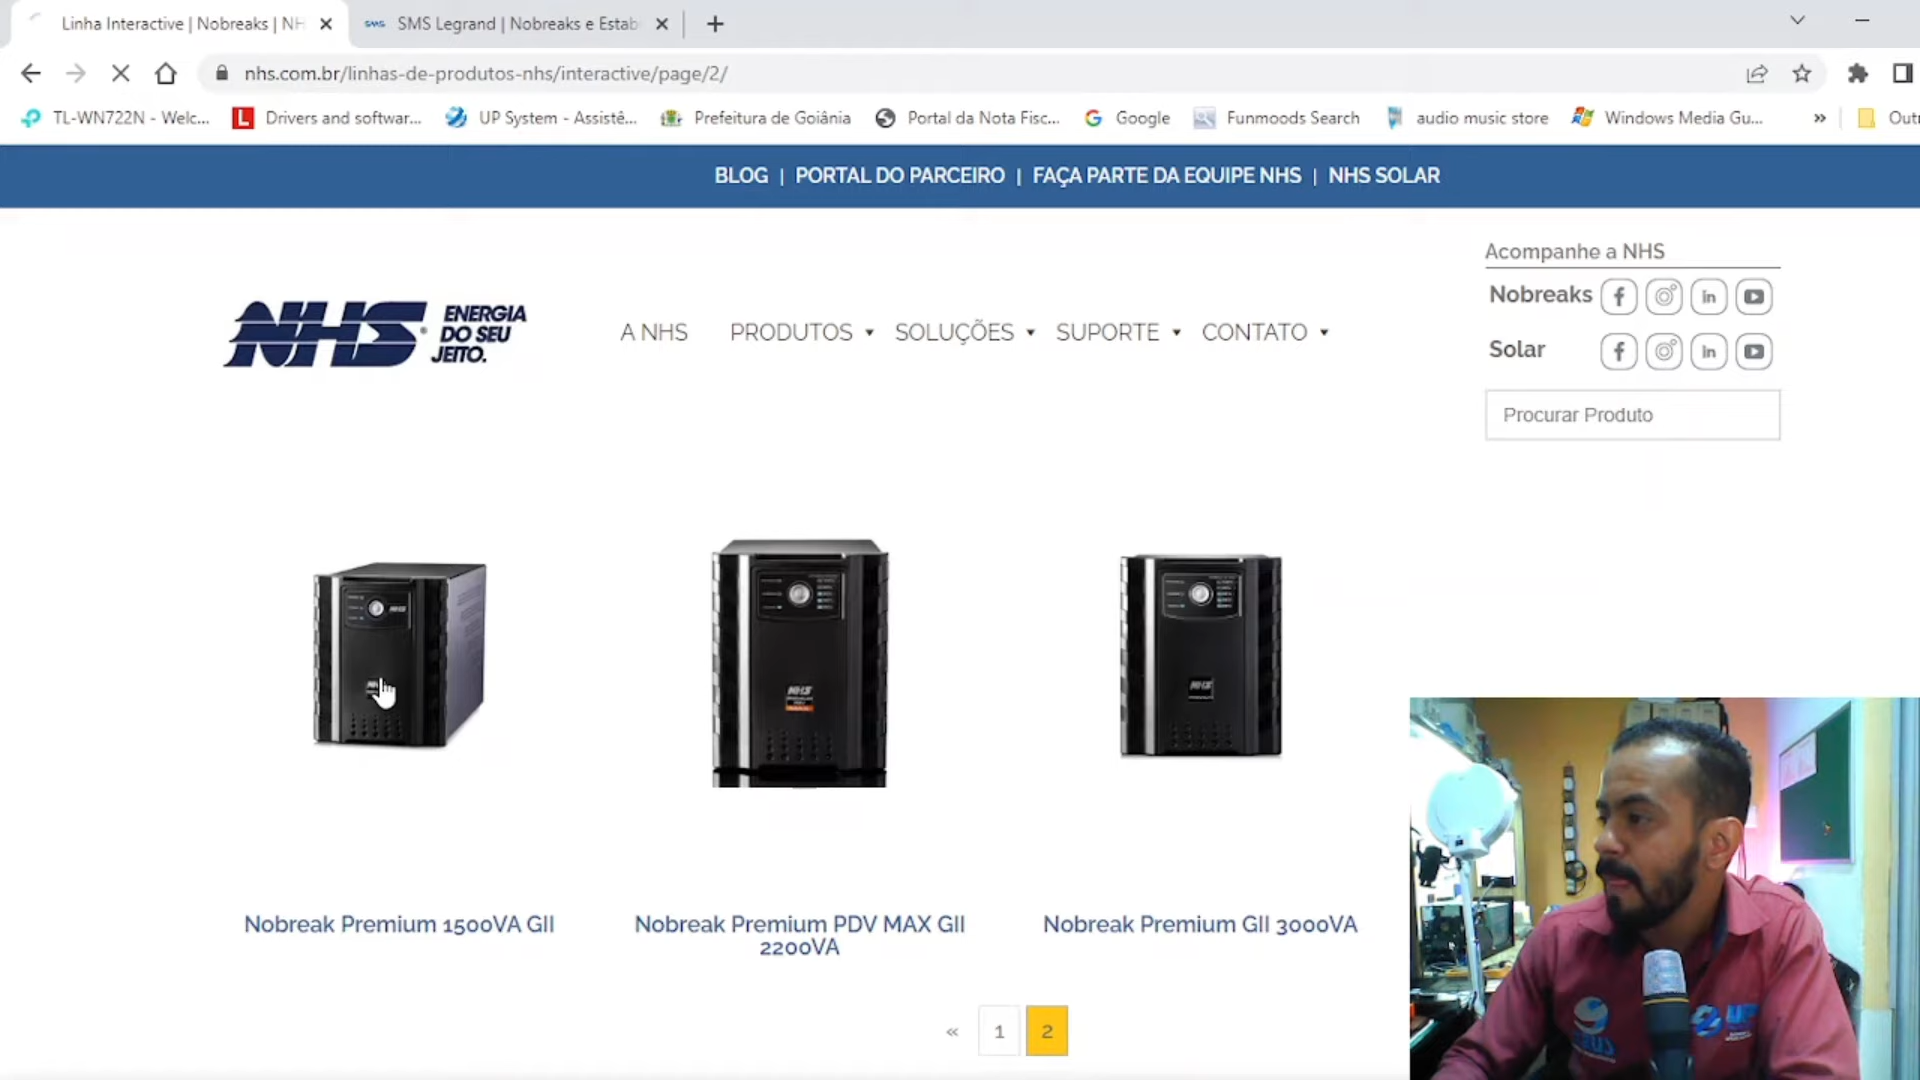 Linha Interactive | Nobreaks | NH
SMS Legrand | Nobreaks e Estab
nhs.com.br/linhas-de-produtos-nhs/interactive/page/2/
TL-WN722N - Welc...
Drivers and softwar...
UP System - Assistê...
Prefeitura de Goiânia
Portal da Nota Fisc...
Google
Funmoods Search
audio music store
Windows Media Gu...
»
Outr
BLOG | PORTAL DO PARCEIRO | FAÇA PARTE DA EQUIPE NHS | NHS SOLAR
Acompanhe a NHS
Nobreaks
Solar
NHS ENERGIA
DO SEU
JEITO.
A NHS
PRODUTOS
SOLUÇÕES
SUPORTE
CONTATO
Procurar Produto
Nobreak Premium 1500VA GII
Nobreak Premium PDV MAX GII
2200VA
Nobreak Premium GII 3000VA
« 1 2